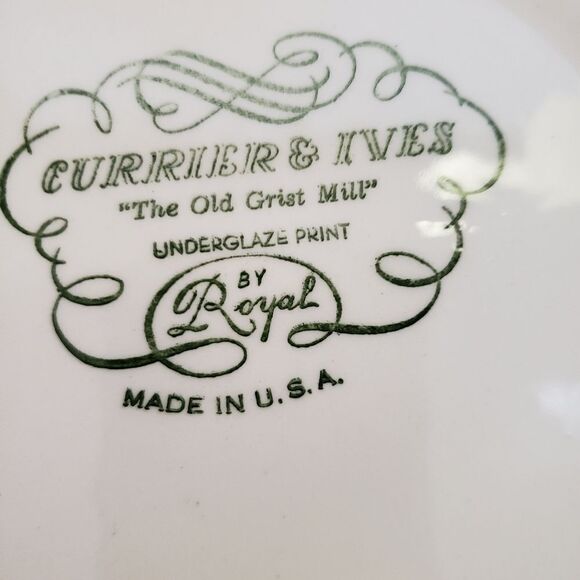 CURRIER & IVES
"The Old Grist Mill"
UNDERGLAZE PRINT
BY
Royal
MADE IN U.S.A.